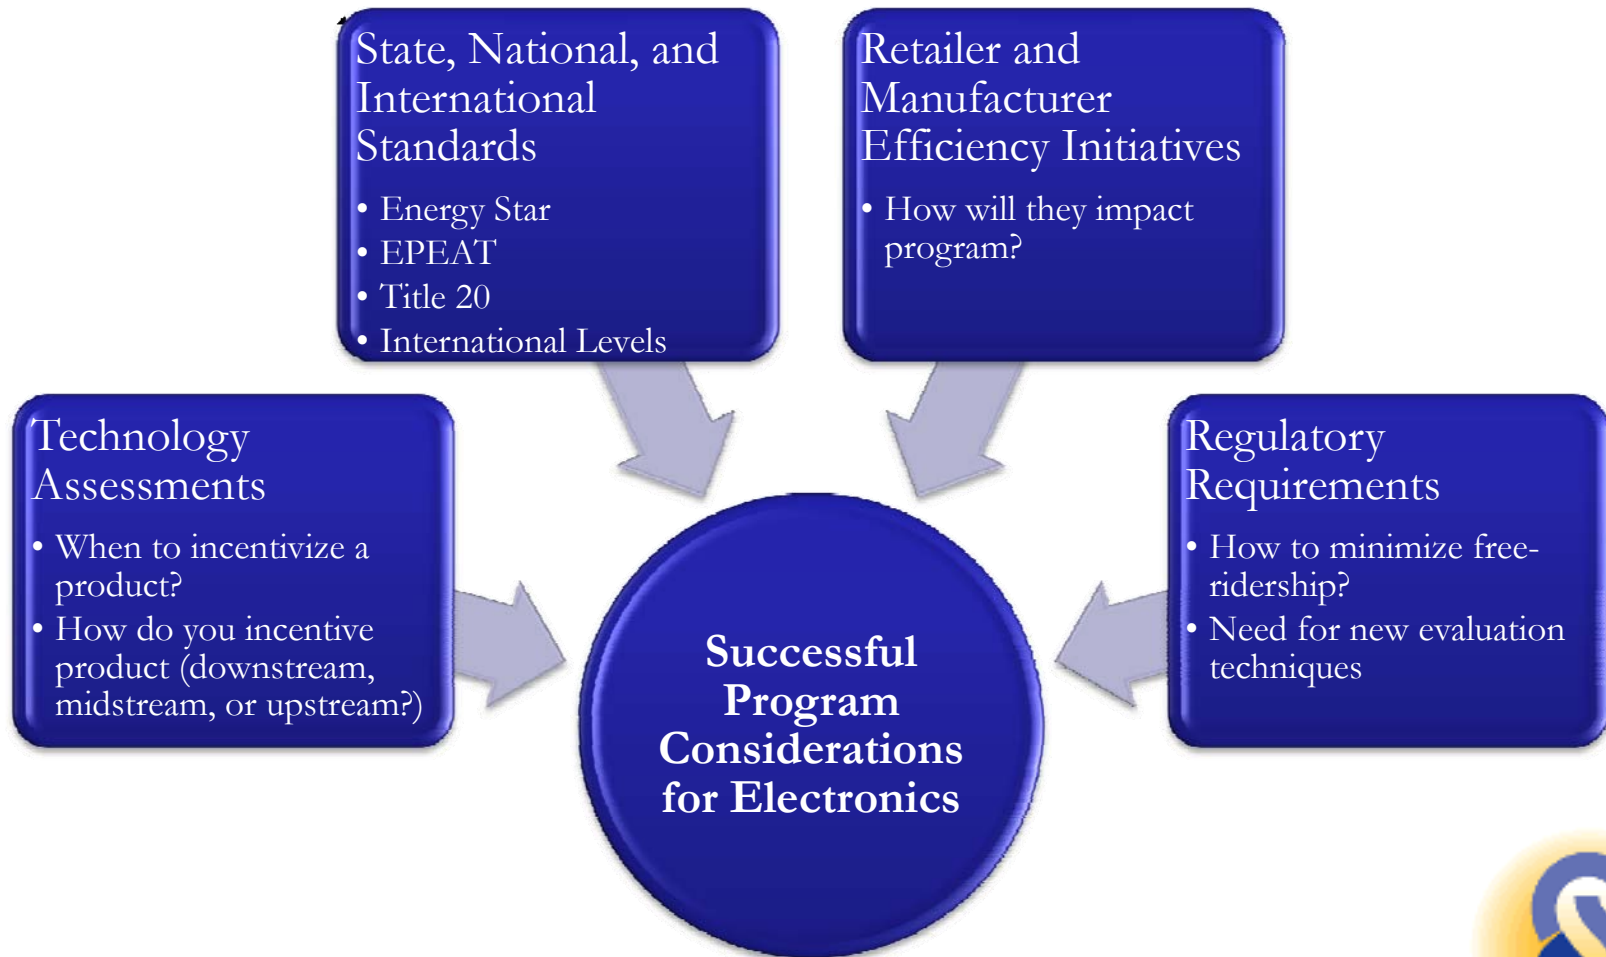 State, National, and
International
Standards
• Energy Star
• EPEAT
• Title 20
• International Levels
Retailer and
Manufacturer
Efficiency Initiatives
• How will they impact
program?
Technology
Assessments
• When to incentivize a
product?
• How do you incentive
product (downstream,
midstream, or upstream?)
Regulatory
Requirements
• How to minimize free-
ridership?
• Need for new evaluation
techniques
Successful
Program
Considerations
for Electronics